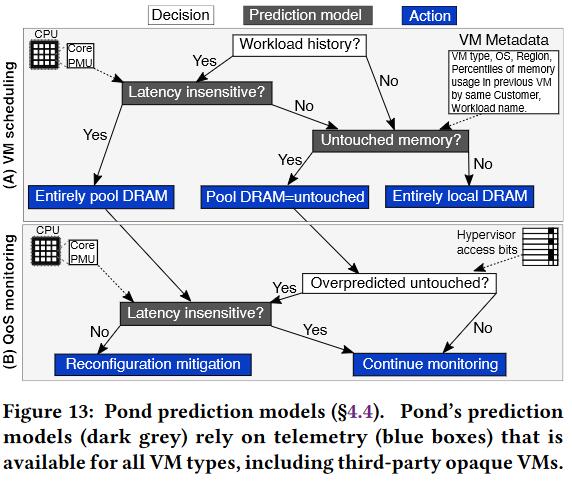 Decision
Prediction model
Action
(A) VM scheduling
CPU
Core
PMU
Workload history?
VM Metadata
VM type, OS, Region,
Percentiles of memory
usage in previous VM
by same Customer,
Workload name.
Yes
No
Latency insensitive?
No
Yes
Untouched memory?
Yes
No
Entirely pool DRAM
Pool DRAM=untouched
Entirely local DRAM
(B) QoS monitoring
CPU
Core
PMU
Hypervisor
access bits
Overpredicted untouched?
Yes
Latency insensitive?
No
Yes
No
Reconfiguration mitigation
Continue monitoring
Figure 13: Pond prediction models (§4.4). Pond's prediction
models (dark grey) rely on telemetry (blue boxes) that is
available for all VM types, including third-party opaque VMs.